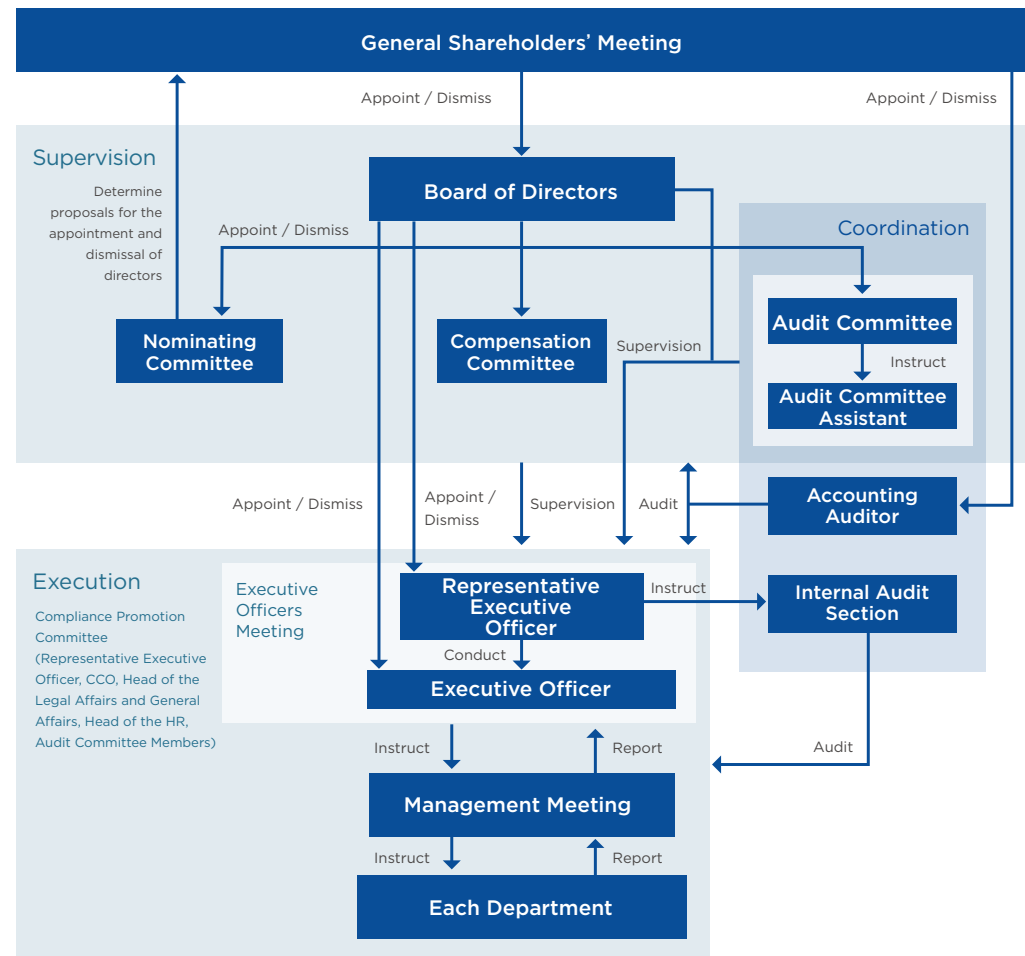 General Shareholders’ Meeting
Appoint / Dismiss
Appoint / Dismiss
Supervision
Determine
proposals for the
appointment and
dismissal of
directors
Board of Directors
Appoint / Dismiss
Coordination
Nominating
Committee
Compensation
Committee
Supervision
Audit Committee
Instruct
Audit Committee
Assistant
Appoint / Dismiss
Appoint /
Dismiss
Supervision
Audit
Accounting
Auditor
Execution
Compliance Promotion
Committee
(Representative Executive
Officer, CCO, Head of the
Legal Affairs and General
Affairs, Head of the HR,
Audit Committee Members)
Executive
Officers
Meeting
Representative
Executive
Officer
Instruct
Internal Audit
Section
Conduct
Executive Officer
Instruct
Report
Audit
Management Meeting
Instruct
Report
Each Department